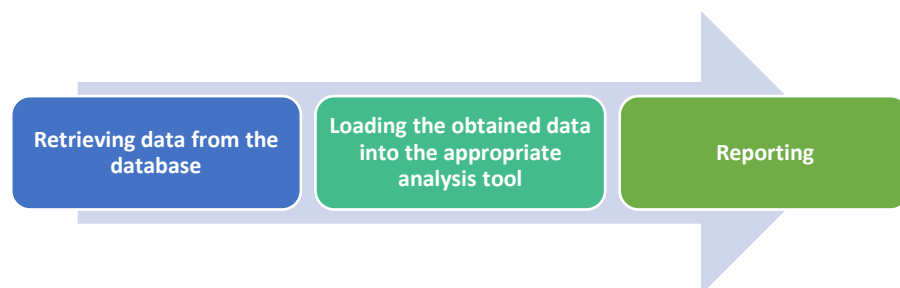 Retrieving data from the
database
Loading the obtained data
into the appropriate
analysis tool
Reporting